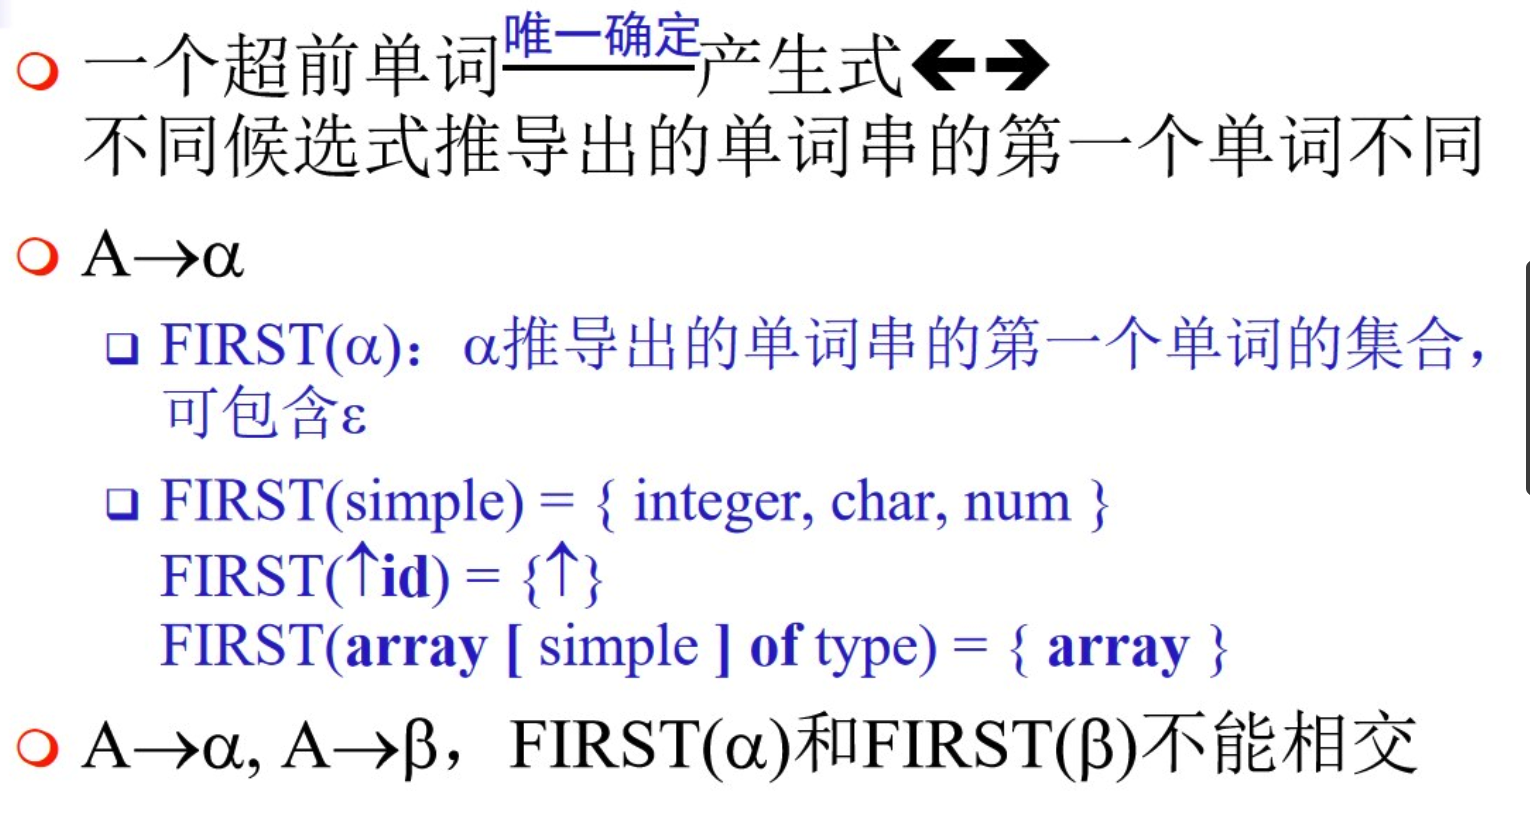 唯一确定
一个超前单词 产生式←→
不同候选式推导出的单词串的第一个单词不同
A→α
FIRST(α)：α推导出的单词串的第一个单词的集合，
可包含ε
FIRST(simple) = { integer, char, num }
FIRST(↑id) = {↑}
FIRST(array [ simple ] of type) = { array }
A→α, A→β，FIRST(α)和FIRST(β)不能相交